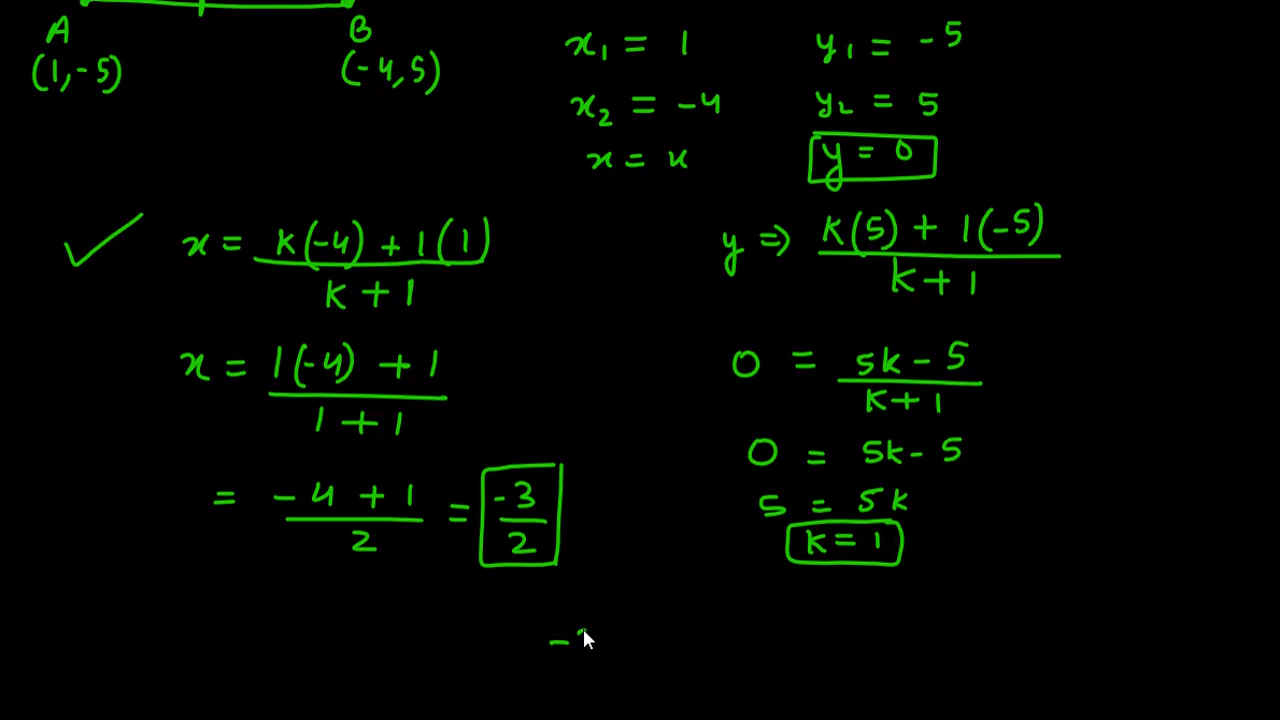 A B
(1,-5) (-4,5)
x₁ = 1 y₁ = -5
x₂ = -4 y₂ = 5
x = x y = 0
x = (K(-4) + 1(1))/(K + 1) y ⇒ (K(5) + 1(-5))/(K + 1)
x = (1(-4) + 1)/(1 + 1) 0 = (5K - 5)/(K + 1)
0 = 5K - 5
= (-4 + 1)/2 = -3/2 5 = 5K
K = 1
-